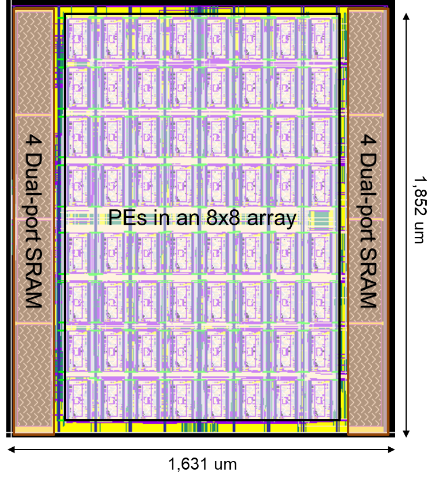 4 Dual-port SRAM
PEs in an 8x8 array
4 Dual-port SRAM
1,852 um
1,631 um